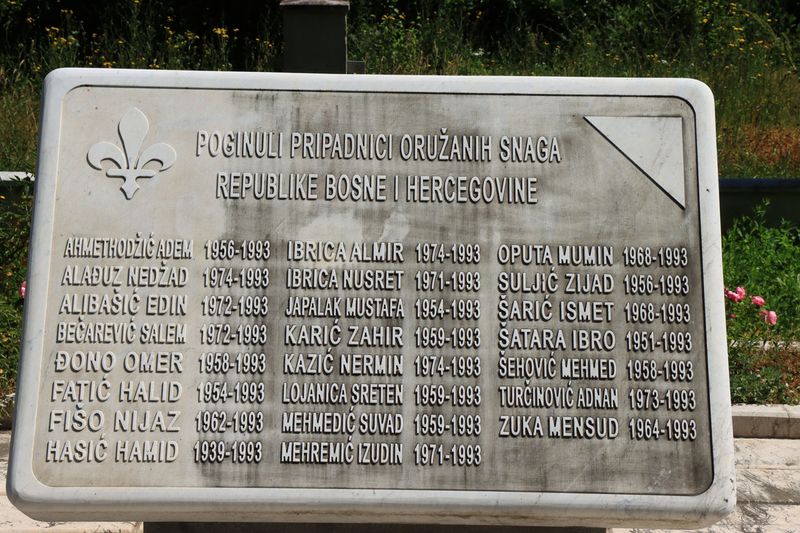 POGINULI PRIPADNICI ORUŽANIH SNAGA
REPUBLIKE BOSNE I HERCEGOVINE
AHMETHODŽIĆ ADEM 1956-1993
ALAĐUZ NEDŽAD 1974-1993
ALIBAŠIĆ EDIN 1972-1993
BEĆAREVIĆ SALEM 1972-1993
ĐONO OMER 1958-1993
FATIĆ HALID 1954-1993
FIŠO NIJAZ 1962-1993
HASIĆ HAMID 1939-1993
IBRICA ALMIR 1974-1993
IBRICA NUSRET 1971-1993
JAPALAK MUSTAFA 1954-1993
KARIĆ ZAHIR 1959-1993
KAZIĆ NERMIN 1974-1993
LOJANICA SRETEN 1959-1993
MEHMEDIĆ SUVAD 1959-1993
MEHREMIĆ IZUDIN 1971-1993
OPUTA MUMIN 1968-1993
SULJIĆ ZIJAD 1956-1993
ŠARIĆ ISMET 1968-1993
ŠATARA IBRO 1951-1993
ŠEHOVIĆ MEHMED 1958-1993
TURČINOVIĆ ADNAN 1973-1993
ZUKA MENSUD 1964-1993